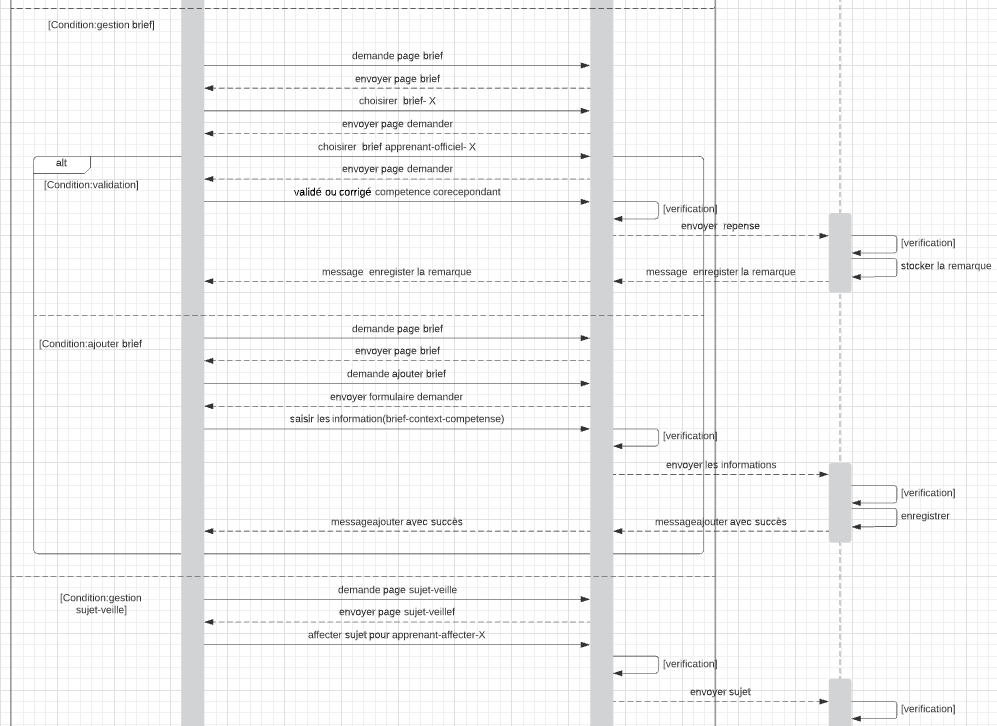 [Condition:gestion brief]
demande page brief
envoyer page brief
choisirer brief- X
envoyer page demander
choisirer brief apprenant-officiel- X
alt
envoyer page demander
[Condition:validation]
validé ou corrigé competence corecepondant
[verification]
envoyer repense
[verification]
stocker la remarque
message enregister la remarque
message enregister la remarque
demande page brief
[Condition:ajouter brief
envoyer page brief
demande ajouter brief
envoyer formulaire demander
saisir les information(brief-context-competense)
[verification]
envoyer les informations
[verification]
enregistrer
messageajouter avec succès
messageajouter avec succès
demande page sujet-veille
[Condition:gestion
sujet-veille]
envoyer page sujet-veillef
affecter sujet pour apprenant-affecter-X
[verification]
envoyer sujet
[verification]